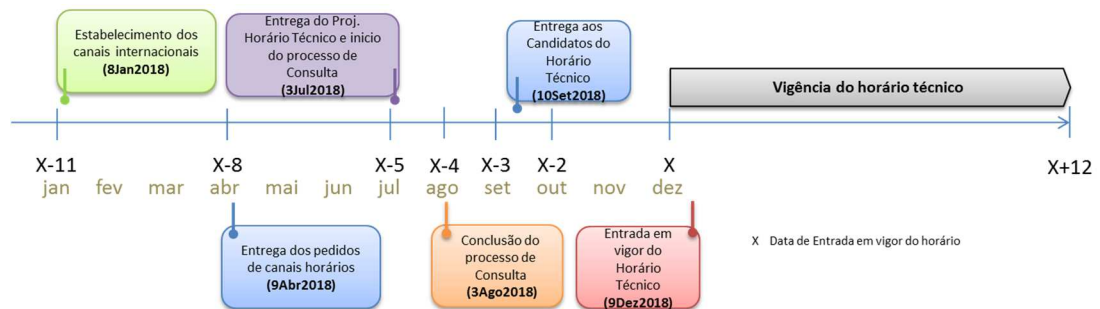 Estabelecimento dos
canais internacionais
(8Jan2018)
Entrega do Proj.
Horário Técnico e inicio
do processo de
Consulta
(3Jul2018)
Entrega aos
Candidatos do
Horário
Técnico
(10Set2018)
Vigência do horário técnico
X-11 X-8 X-5 X-4 X-3 X-2 X X+12
jan fev mar abr mai jun jul ago set out nov dez
Entrega dos pedidos
de canais horários
(9Abr2018)
Conclusão do
processo de
Consulta
(3Ago2018)
Entrada em
vigor do
Horário
Técnico
(9Dez2018)
X Data de Entrada em vigor do horário